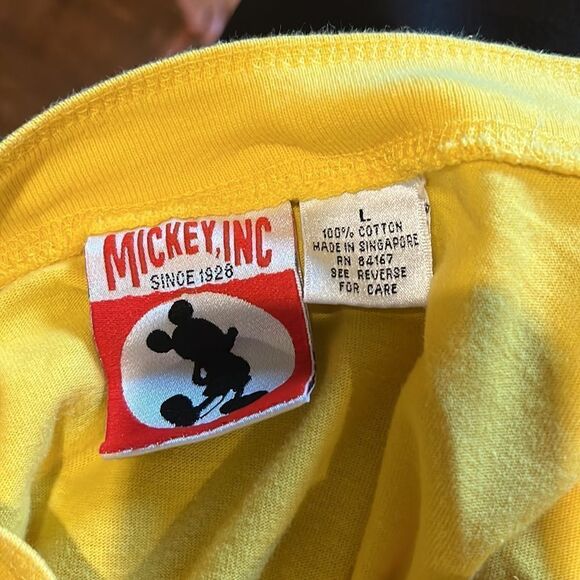 MICKEY, INC
SINCE 1928
L
100% COTTON
MADE IN SINGAPORE
RN 84167
SEE REVERSE
FOR CARE